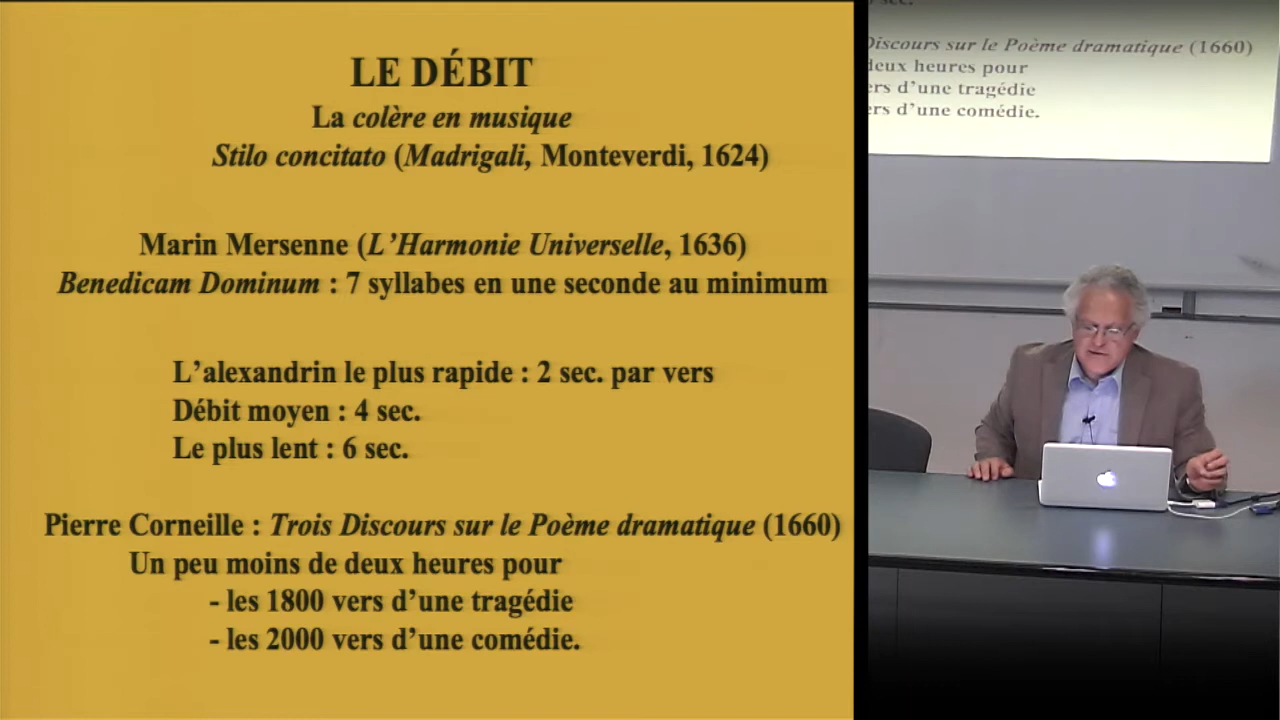 LE DÉBIT
La colère en musique
Stilo concitato (Madrigali, Monteverdi, 1624)
Marin Mersenne (L’Harmonie Universelle, 1636)
Benedicam Dominum : 7 syllabes en une seconde au minimum
L’alexandrin le plus rapide : 2 sec. par vers
Débit moyen : 4 sec.
Le plus lent : 6 sec.
Pierre Corneille : Trois Discours sur le Poème dramatique (1660)
Un peu moins de deux heures pour
- les 1800 vers d’une tragédie
- les 2000 vers d’une comédie.
sec.
Discours sur le Poème dramatique (1660)
deux heures pour
ers d’une tragédie
ers d’une comédie.